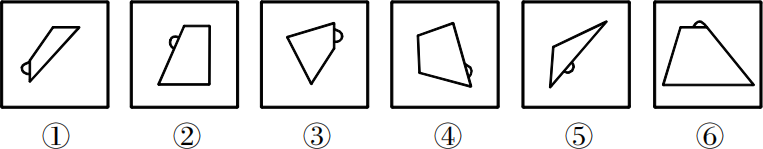 ① ② ③ ④ ⑤ ⑥